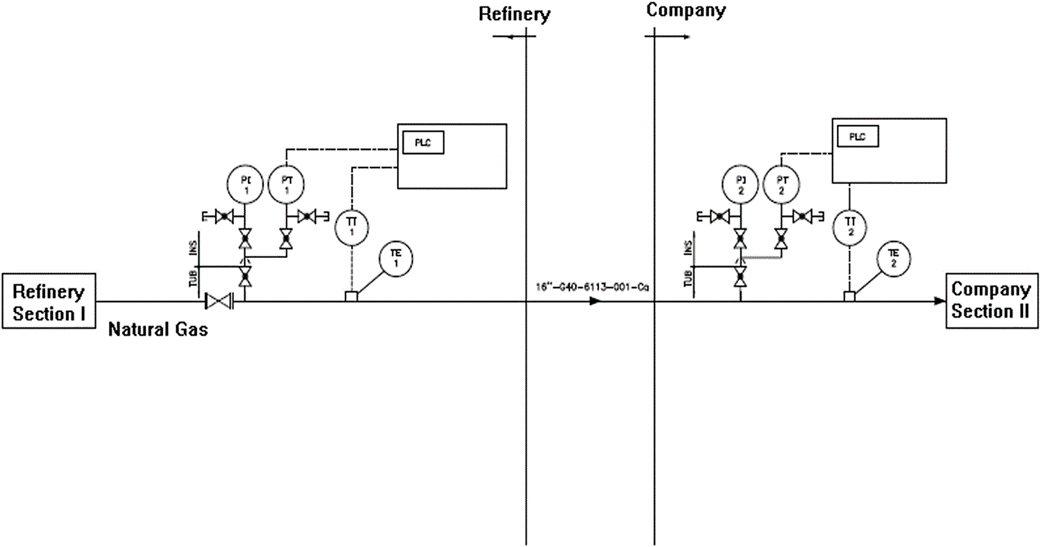 Refinery
Company
PLC
PLC
PI
1
PT
1
PI
2
PT
2
TT
1
TT
2
TUB INS
TE
1
TUB INS
TE
2
Refinery
Section I
16"-G40-6113-001-Cq
Company
Section II
Natural Gas